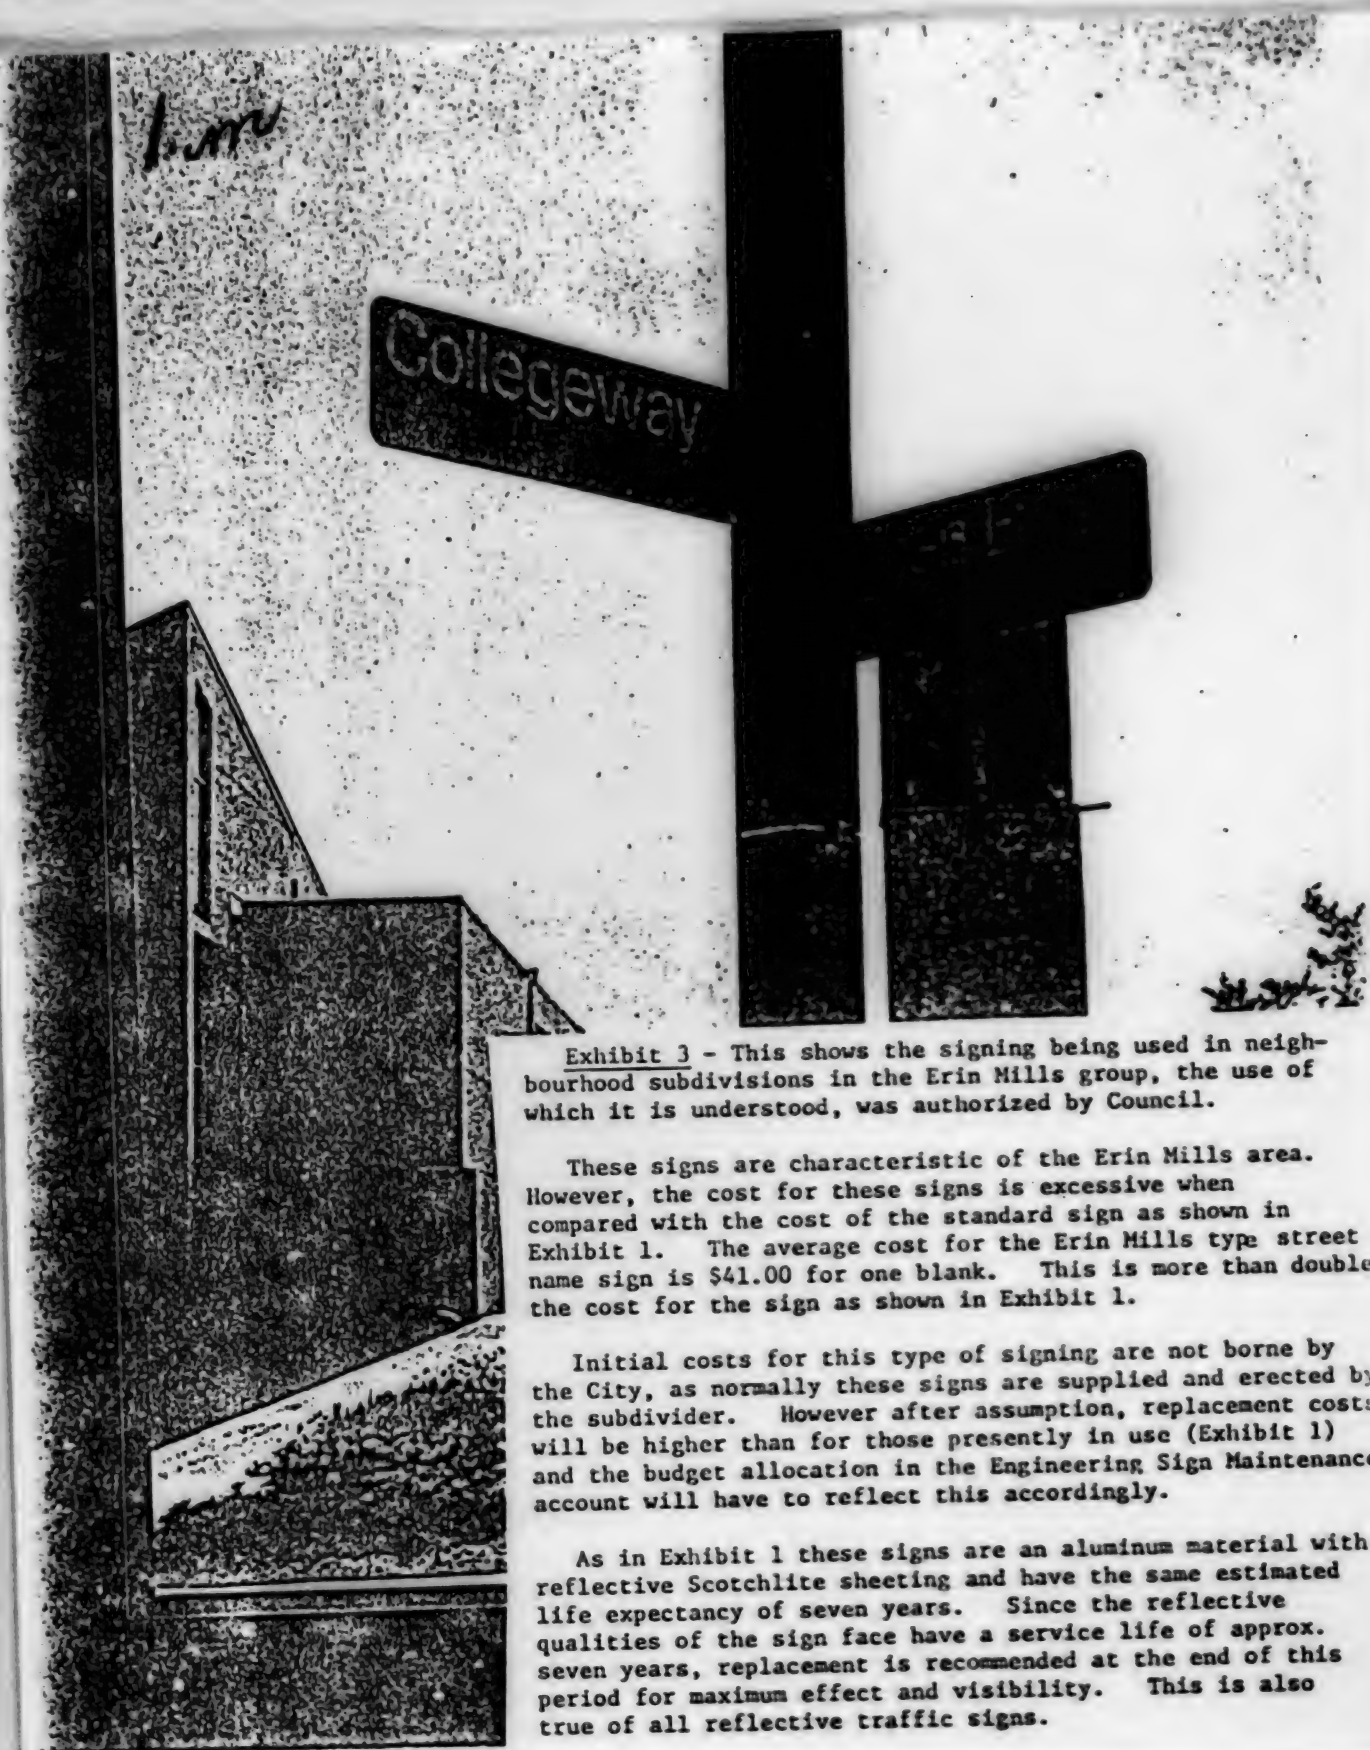 Collegeway
Exhibit 3 - This shows the signing being used in neigh-
bourhood subdivisions in the Erin Mills group, the use of
which it is understood, was authorized by Council.
These signs are characteristic of the Erin Mills area.
However, the cost for these signs is excessive when
compared with the cost of the standard sign as shown in
Exhibit 1. The average cost for the Erin Mills type street
name sign is $41.00 for one blank. This is more than double
the cost for the sign as shown in Exhibit 1.
Initial costs for this type of signing are not borne by
the City, as normally these signs are supplied and erected by
the subdivider. However after assumption, replacement costs
will be higher than for those presently in use (Exhibit 1)
and the budget allocation in the Engineering Sign Maintenance
account will have to reflect this accordingly.
As in Exhibit 1 these signs are an aluminum material with
reflective Scotchlite sheeting and have the same estimated
life expectancy of seven years. Since the reflective
qualities of the sign face have a service life of approx.
seven years, replacement is recommended at the end of this
period for maximum effect and visibility. This is also
true of all reflective traffic signs.